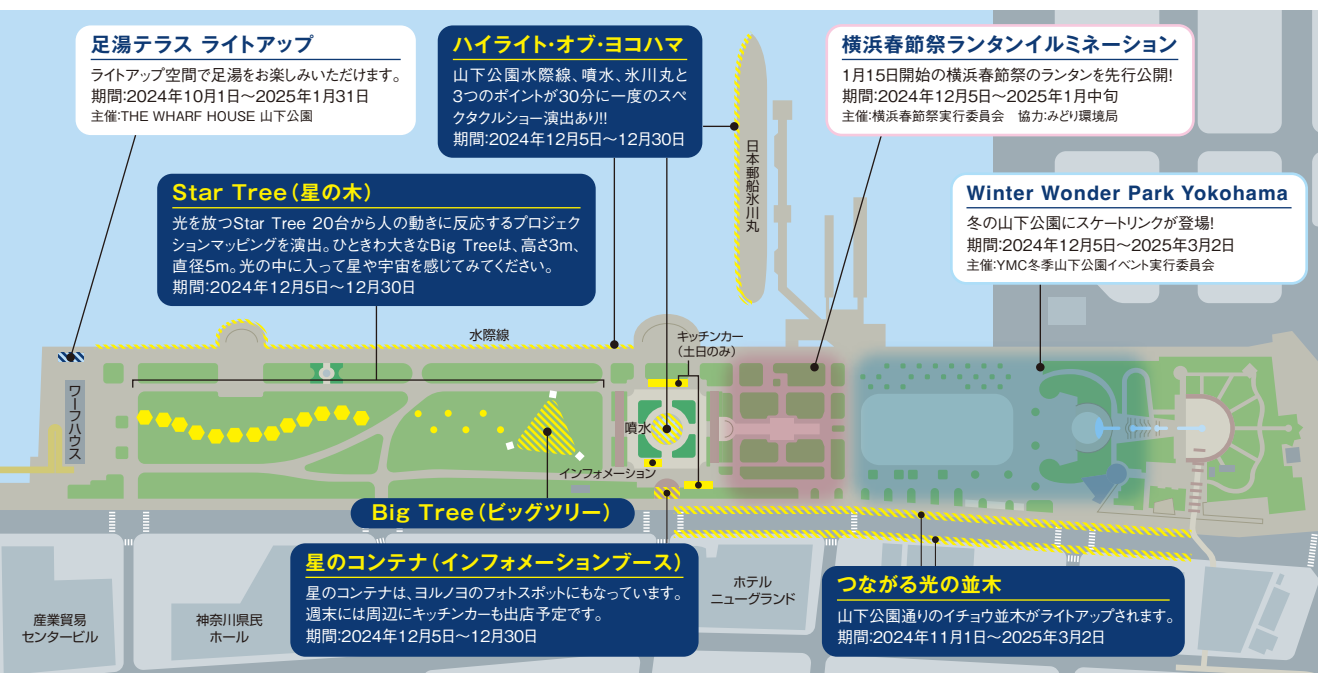 足湯テラス ライトアップ
ライトアップ空間で足湯をお楽しみいただけます。
期間:2024年10月1日～2025年1月31日
主催:THE WHARF HOUSE 山下公園
ハイライト・オブ・ヨコハマ
山下公園水際線、噴水、氷川丸と
3つのポイントが30分に一度のスペ
クタクルショー演出あり!!
期間:2024年12月5日～12月30日
横浜春節祭ランタンイルミネーション
1月15日開始の横浜春節祭のランタンを先行公開!
期間:2024年12月5日～2025年1月中旬
主催:横浜春節祭実行委員会　協力:みどり環境局
日本郵船氷川丸
Star Tree(星の木)
光を放つStar Tree 20台から人の動きに反応するプロジェク
ションマッピングを演出。ひときわ大きなBig Treeは、高さ3m、
直径5m。光の中に入って星や宇宙を感じてみてください。
期間:2024年12月5日～12月30日
Winter Wonder Park Yokohama
冬の山下公園にスケートリンクが登場!
期間:2024年12月5日～2025年3月2日
主催:YMC冬季山下公園イベント実行委員会
水際線
キッチンカー
(土日のみ)
ワーフハウス
噴水
インフォメーション
Big Tree(ビッグツリー)
星のコンテナ(インフォメーションブース)
星のコンテナは、ヨルノヨのフォトスポットにもなっています。
週末には周辺にキッチンカーも出店予定です。
期間:2024年12月5日～12月30日
つながる光の並木
山下公園通りのイチョウ並木がライトアップされます。
期間:2024年11月1日～2025年3月2日
産業貿易
センタービル
神奈川県民
ホール
ホテル
ニューグランド